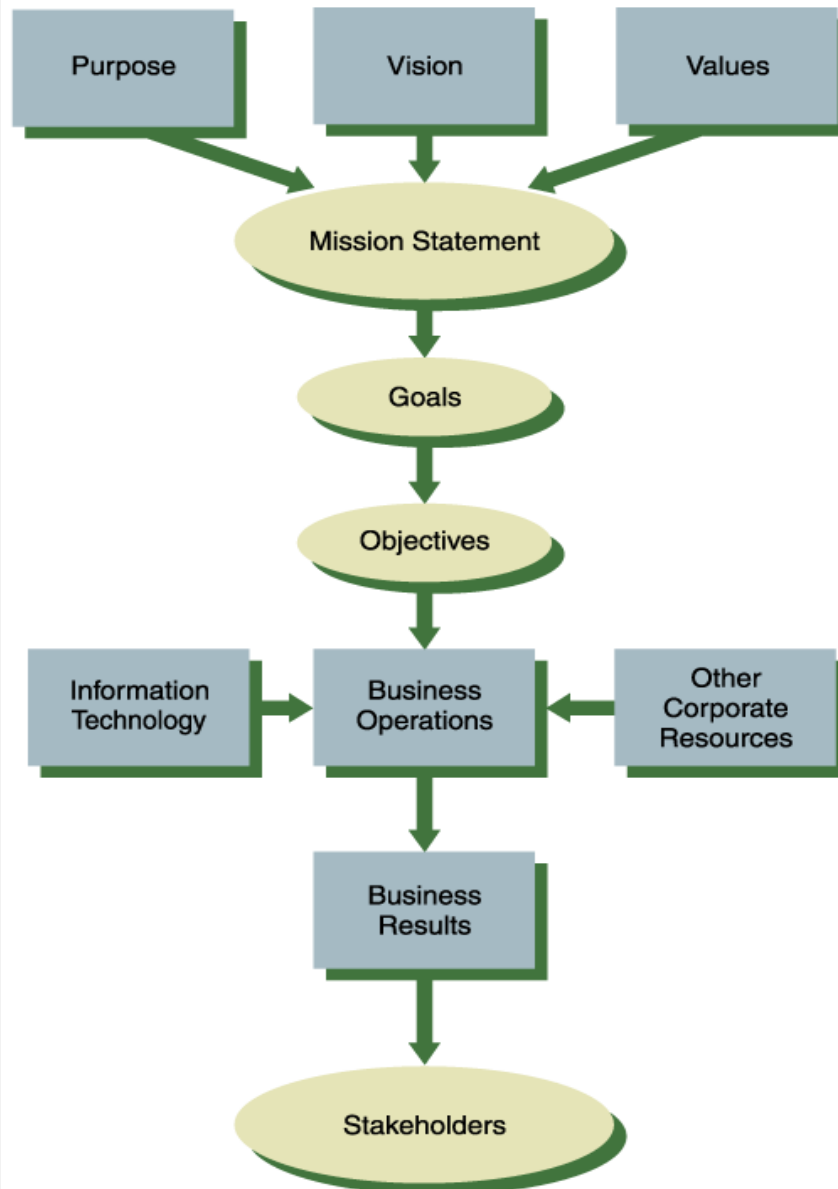 Purpose
Vision
Values
Mission Statement
Goals
Objectives
Information
Technology
Business
Operations
Other
Corporate
Resources
Business
Results
Stakeholders